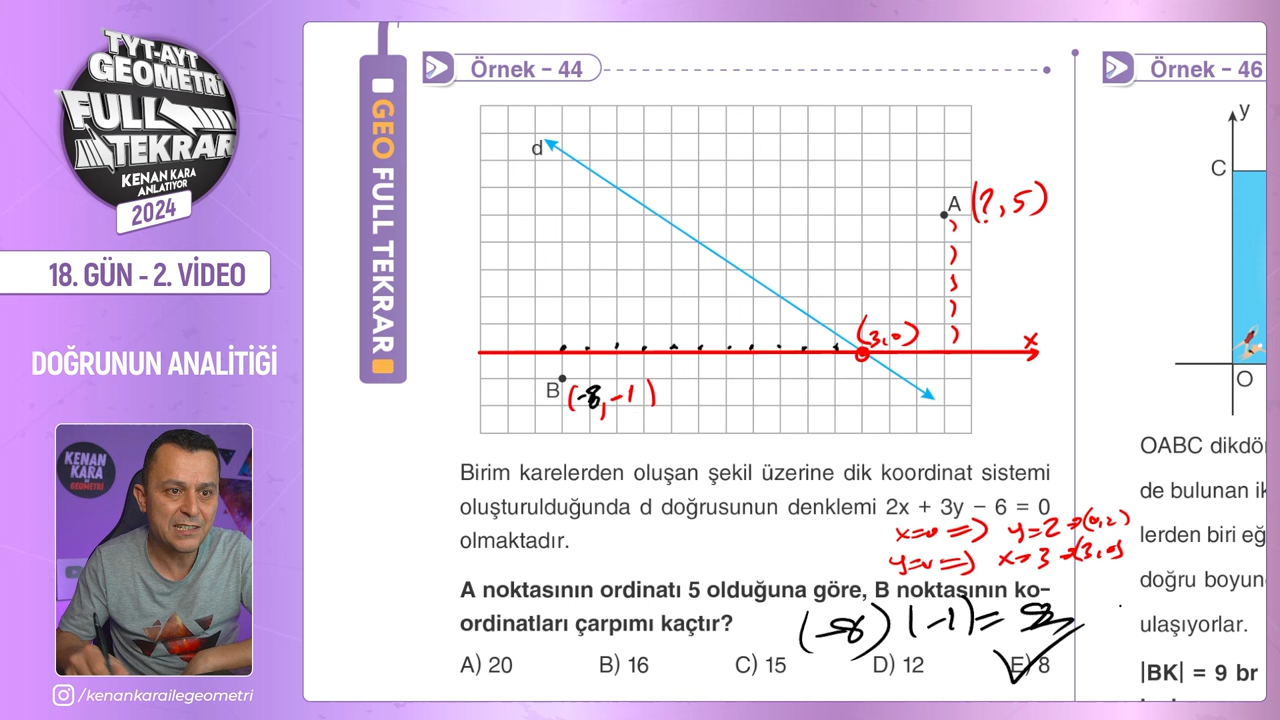 TYT-AYT
GEOMETRİ
FULL
TEKRAR
KENAN KARA
ANLATIYOR
2024
18. GÜN - 2. VİDEO
DOĞRUNUN ANALİTİĞİ
KENAN
KARA
GEOMETRİ
/kenankarailegeometri
GEO FULL TEKRAR
Örnek – 44
d
A (?, 5)
(3,0)
x
B (-8, -1)
Birim karelerden oluşan şekil üzerine dik koordinat sistemi
oluşturulduğunda d doğrusunun denklemi 2x + 3y – 6 = 0
olmaktadır.
x=0 => y=2 => (0,2)
y=0 => x=3 => (3,0)
A noktasının ordinatı 5 olduğuna göre, B noktasının ko-
ordinatları çarpımı kaçtır?
(-8) (-1) = 8
A) 20 B) 16 C) 15 D) 12 E) 8
Örnek – 46
y
C
O
OABC dikdö
de bulunan ik
lerden biri eğ
doğru boyun
ulaşıyorlar.
|BK| = 9 br